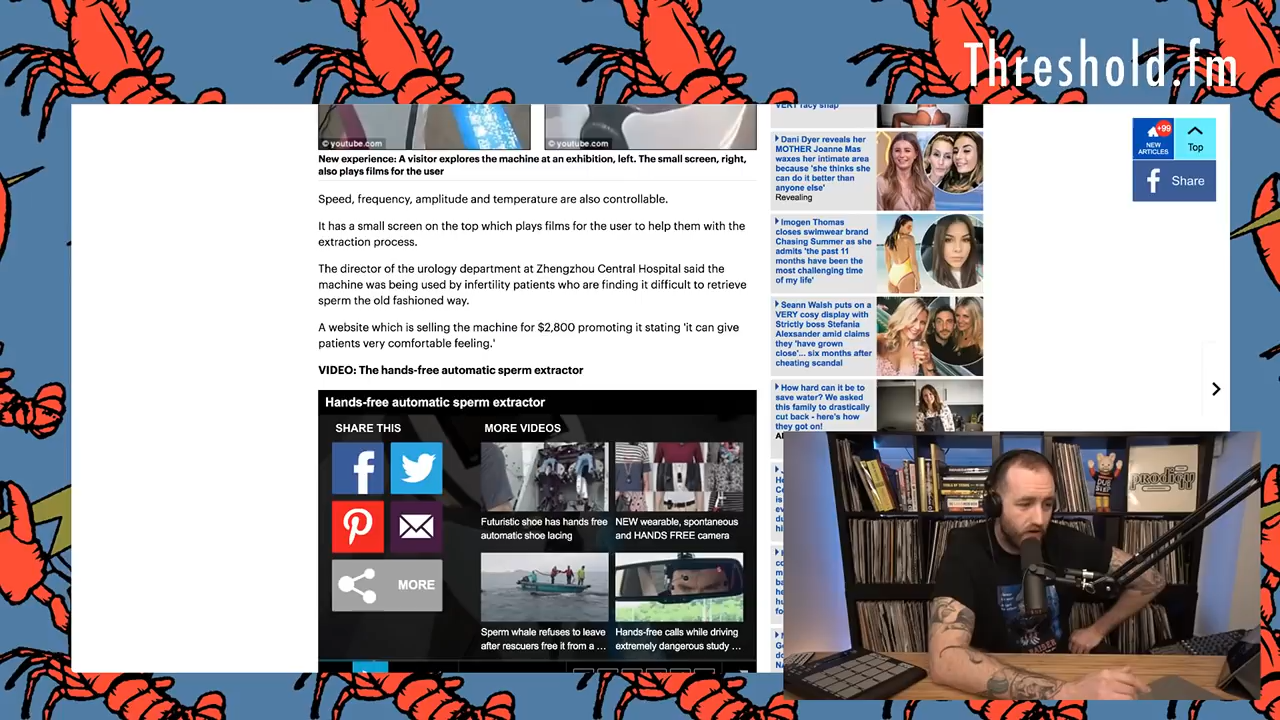 Threshold.fm
© youtube.com
© youtube.com
New experience: A visitor explores the machine at an exhibition, left. The small screen, right,
also plays films for the user
Speed, frequency, amplitude and temperature are also controllable.
It has a small screen on the top which plays films for the user to help them with the
extraction process.
The director of the urology department at Zhengzhou Central Hospital said the
machine was being used by infertility patients who are finding it difficult to retrieve
sperm the old fashioned way.
A website which is selling the machine for $2,800 promoting it stating 'it can give
patients very comfortable feeling.'
VIDEO: The hands-free automatic sperm extractor
Hands-free automatic sperm extractor
SHARE THIS
MORE
MORE VIDEOS
Futuristic shoe has hands free
automatic shoe lacing
NEW wearable, spontaneous
and HANDS FREE camera
Sperm whale refuses to leave
after rescuers free it from a ...
Hands-free calls while driving
extremely dangerous study ...
VERY racy snap
Dani Dyer reveals her
MOTHER Joanne Mas
waxes her intimate area
because 'she thinks she
can do it better than
anyone else'
Revealing
Imogen Thomas
closes swimwear brand
Chasing Summer as she
admits 'the past 11
months have been the
most challenging time
of my life'
Seann Walsh puts on a
VERY cosy display with
Strictly boss Stefania
Alexsander amid claims
they 'have grown
close'... six months after
cheating scandal
How hard can it be to
save water? We asked
this family to drastically
cut back - here's how
they got on!
+99
NEW
ARTICLES
Top
Share
prodigy